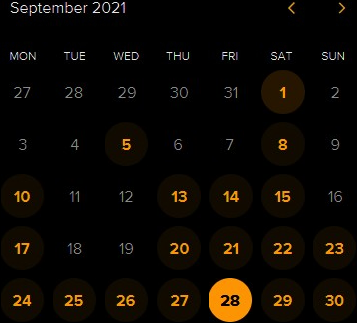 September 2021
MON TUE WED THU FRI SAT SUN
27 28 29 30 31 1 2
3 4 5 6 7 8 9
10 11 12 13 14 15 16
17 18 19 20 21 22 23
24 25 26 27 28 29 30